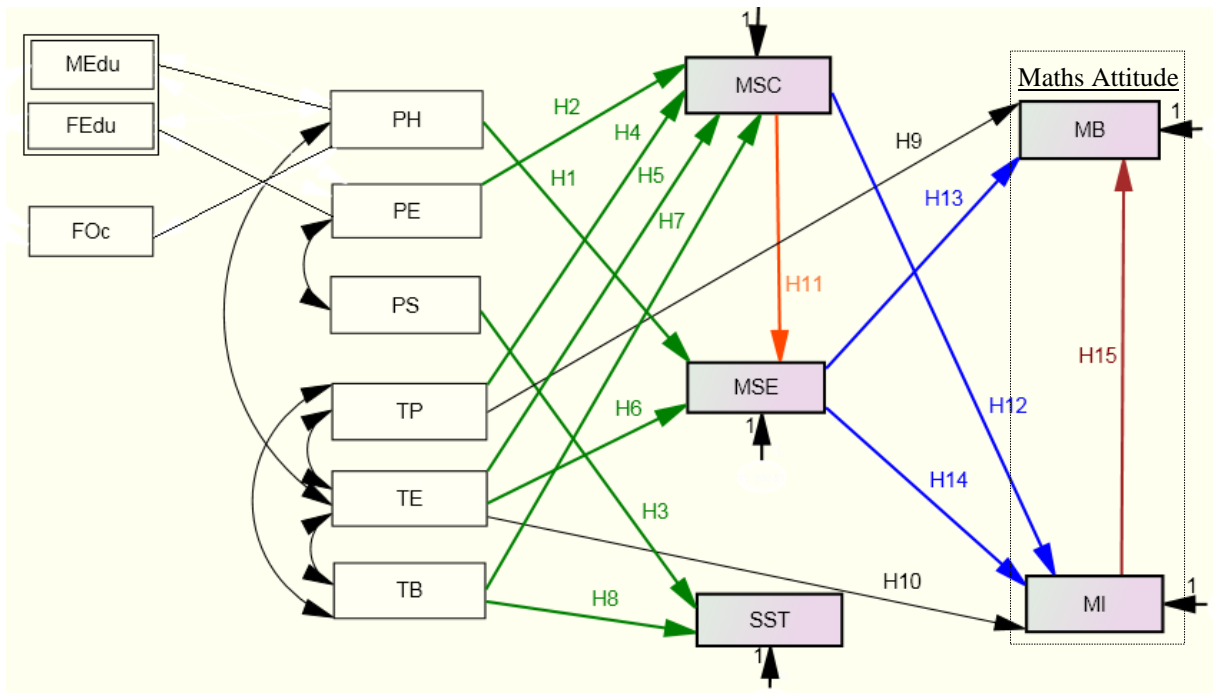 1
MSC
Maths Attitude
MEdu
FEdu
PH
H2
H4
H9
MB
1
H1
H5
PE
FOc
H7
H13
PS
H11
H15
MSE
TP
H6
H12
1
TE
H14
H3
TB
H8
H10
SST
MI
1
1